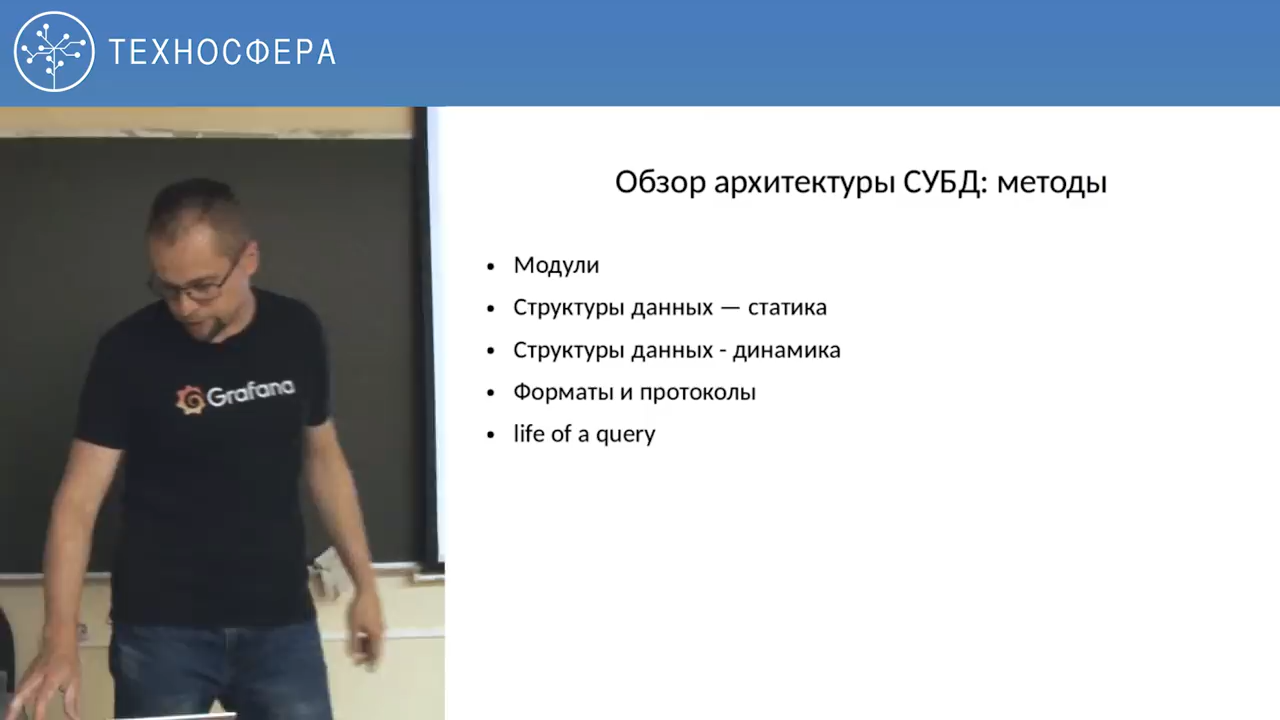 ТЕХНОСФЕРА
Обзор архитектуры СУБД: методы
Grafana
• Модули
• Структуры данных — статика
• Структуры данных - динамика
• Форматы и протоколы
• life of a query